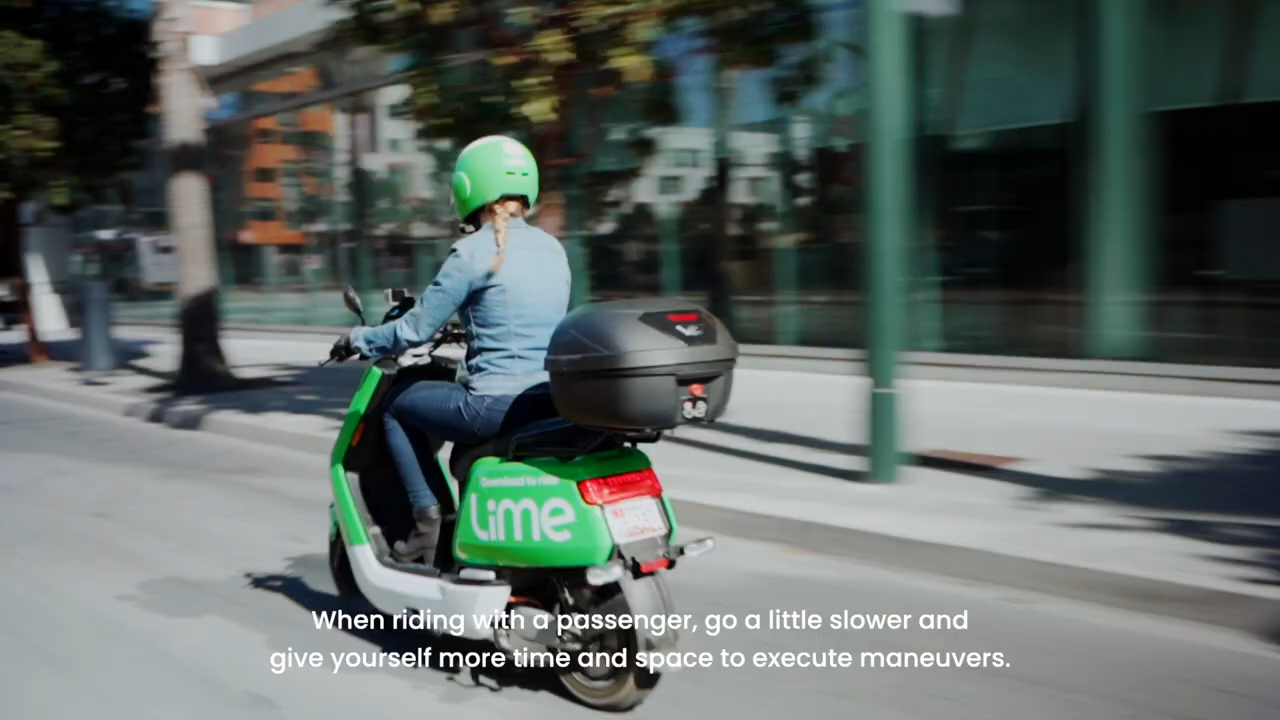 Download to ride
Lime
When riding with a passenger, go a little slower and
give yourself more time and space to execute maneuvers.